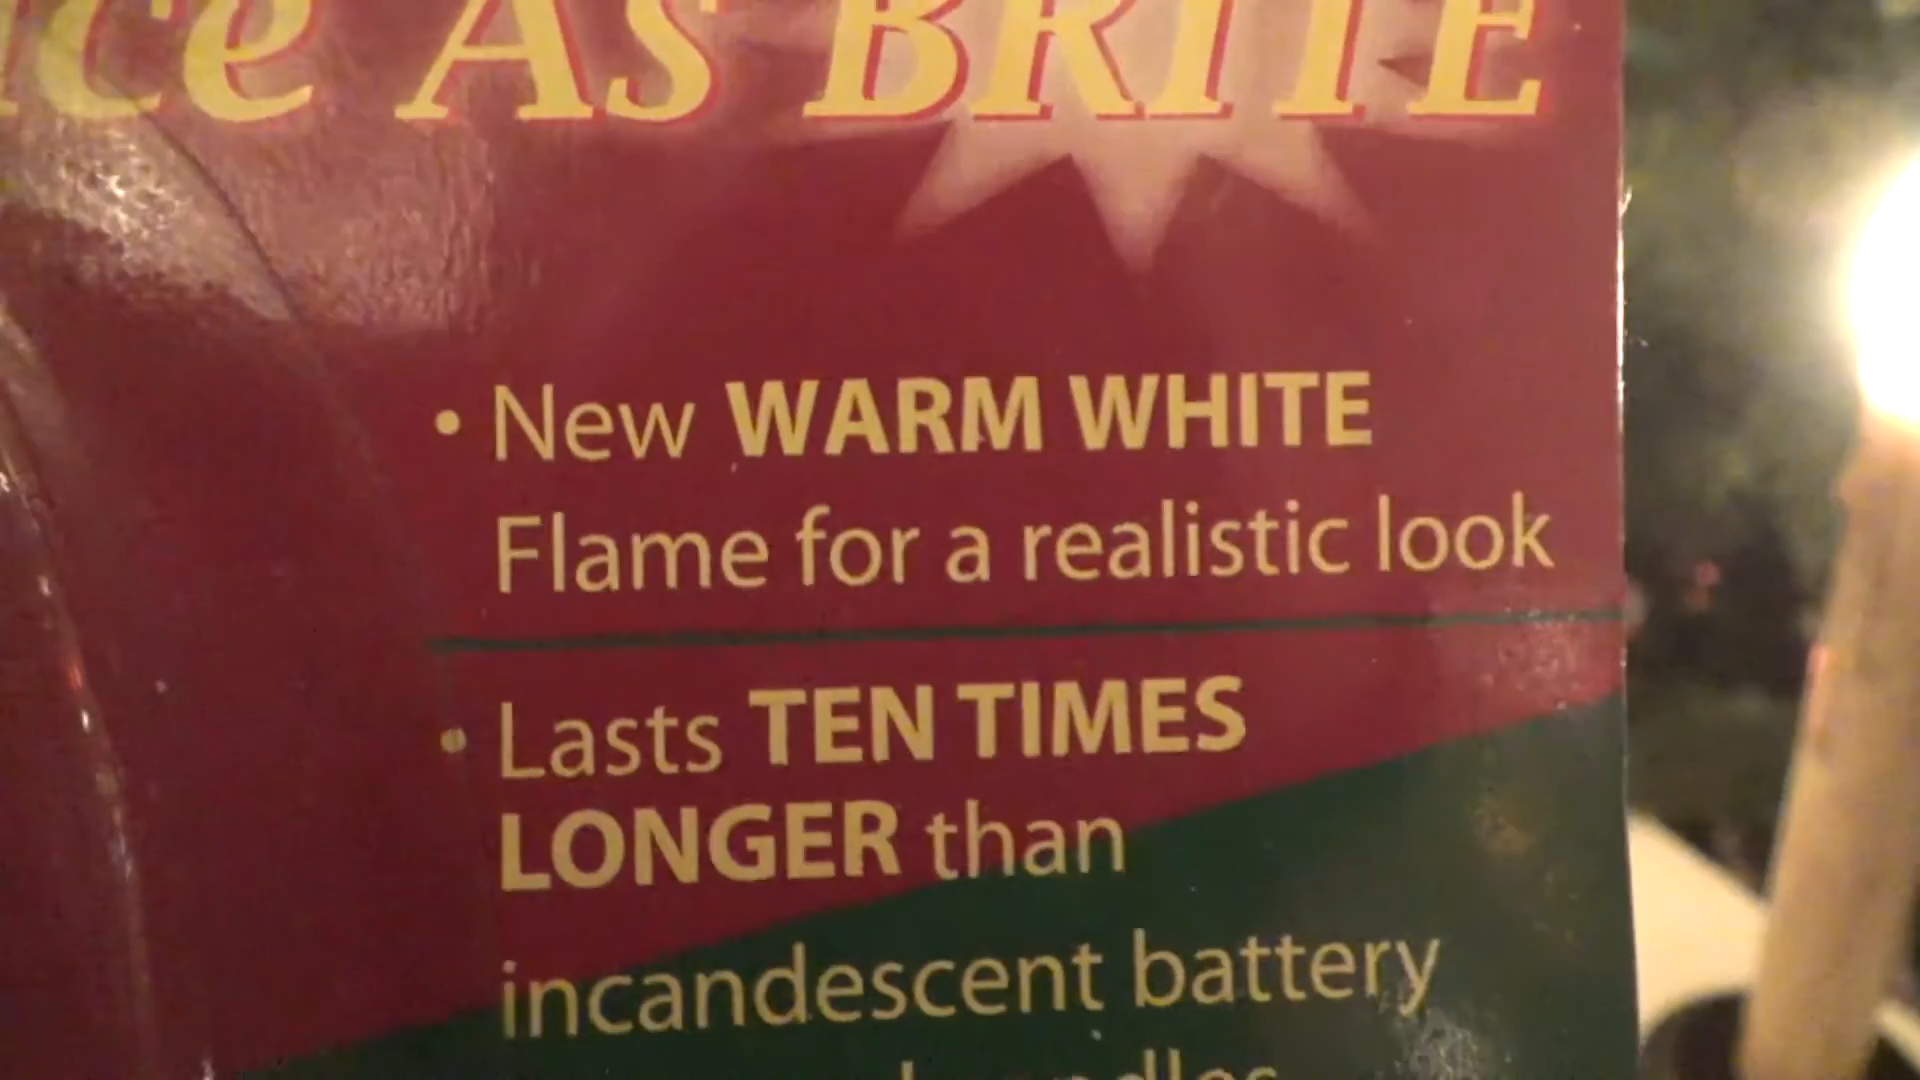 As BRITE
• New WARM WHITE
Flame for a realistic look
• Lasts TEN TIMES
LONGER than
incandescent battery